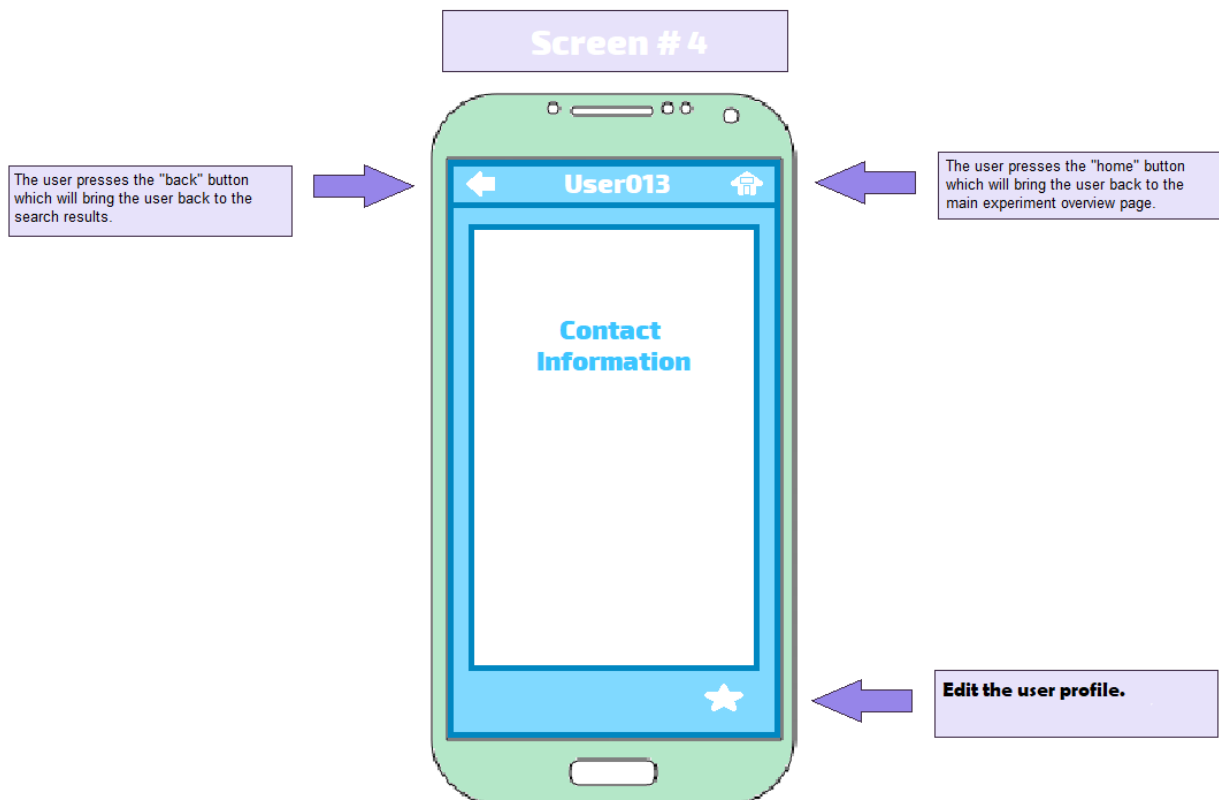 Screen # 4
The user presses the "back" button
which will bring the user back to the
search results.
The user presses the "home" button
which will bring the user back to the
main experiment overview page.
User013
Contact
Information
Edit the user profile.